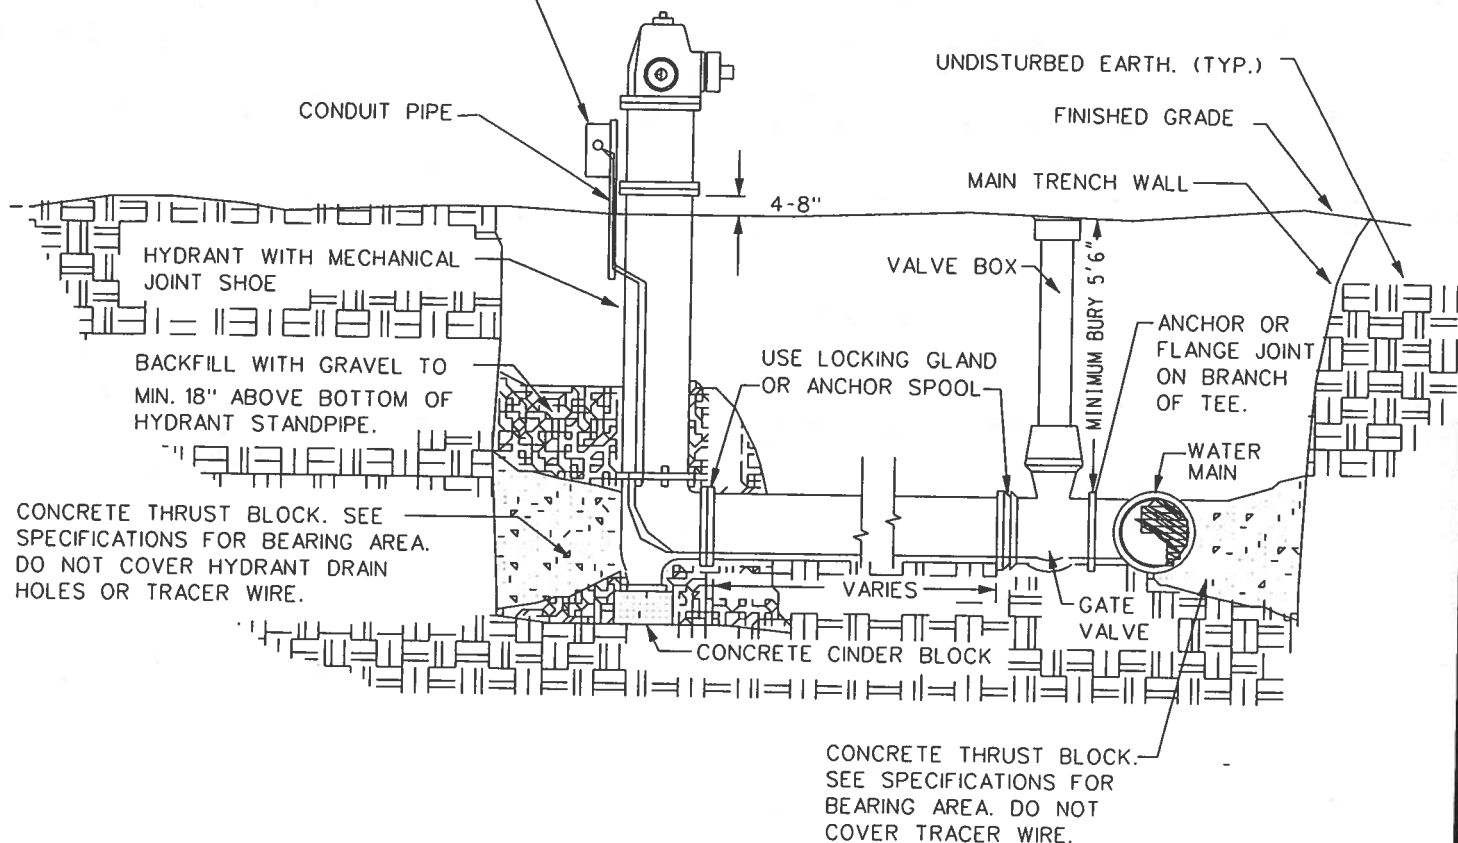 UNDISTURBED EARTH. (TYP.)
CONDUIT PIPE
FINISHED GRADE
MAIN TRENCH WALL
4-8"
HYDRANT WITH MECHANICAL
JOINT SHOE
VALVE BOX
MINIMUM BURY 5'6"
ANCHOR OR
FLANGE JOINT
ON BRANCH
OF TEE.
BACKFILL WITH GRAVEL TO
MIN. 18" ABOVE BOTTOM OF
HYDRANT STANDPIPE.
USE LOCKING GLAND
OR ANCHOR SPOOL
WATER
MAIN
CONCRETE THRUST BLOCK. SEE
SPECIFICATIONS FOR BEARING AREA.
DO NOT COVER HYDRANT DRAIN
HOLES OR TRACER WIRE.
VARIES
GATE
VALVE
CONCRETE CINDER BLOCK
CONCRETE THRUST BLOCK.
SEE SPECIFICATIONS FOR
BEARING AREA. DO NOT
COVER TRACER WIRE.